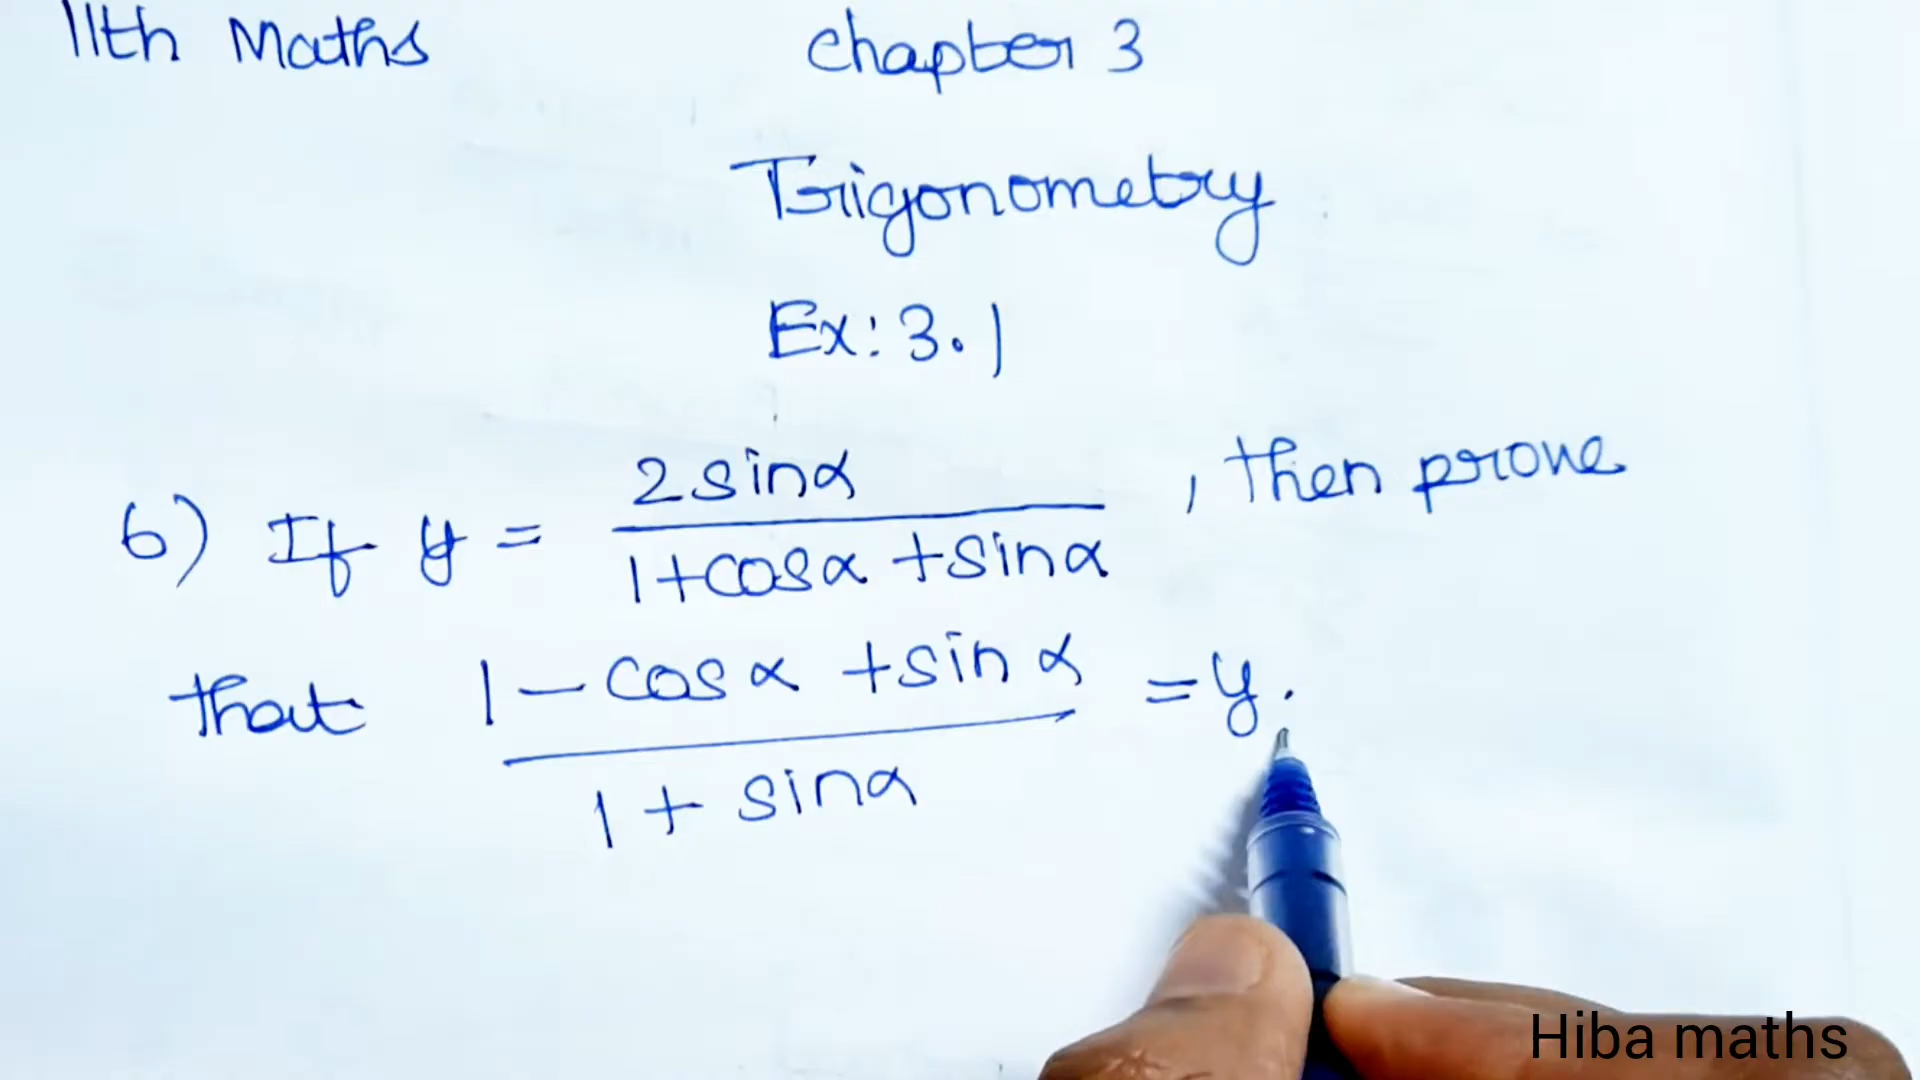 11th Maths chapter 3
Trigonometry
Ex: 3.1
6) If y = 2sinα / 1+cosα +sinα , then prove
that 1 - cosα +sinα / 1 + sinα = y.
Hiba maths